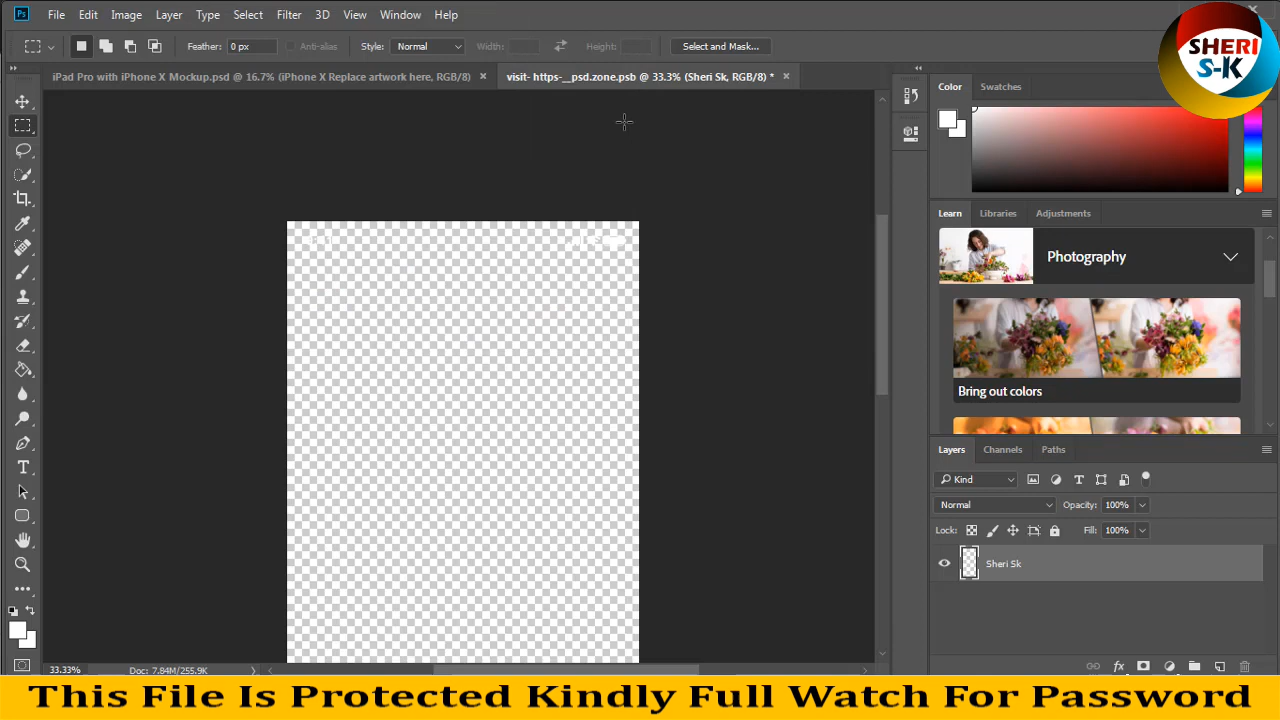 Ps File Edit Image Layer Type Select Filter 3D View Window Help
SHERI
S-K
Feather: 0 px Anti-alias Style: Normal Width: Height: Select and Mask...
iPad Pro with iPhone X Mockup.psd @ 16.7% (iPhone X Replace artwork here, RGB/8) × visit- https-__psd.zone.psb @ 33.3% (Sheri Sk, RGB/8) * ×
Color Swatches
Learn Libraries Adjustments
Photography
Bring out colors
Layers Channels Paths
Kind
Normal Opacity: 100%
Lock: Fill: 100%
Sheri Sk
33.33% Doc: 7.84M/255.9K
This File Is Protected Kindly Full Watch For Password